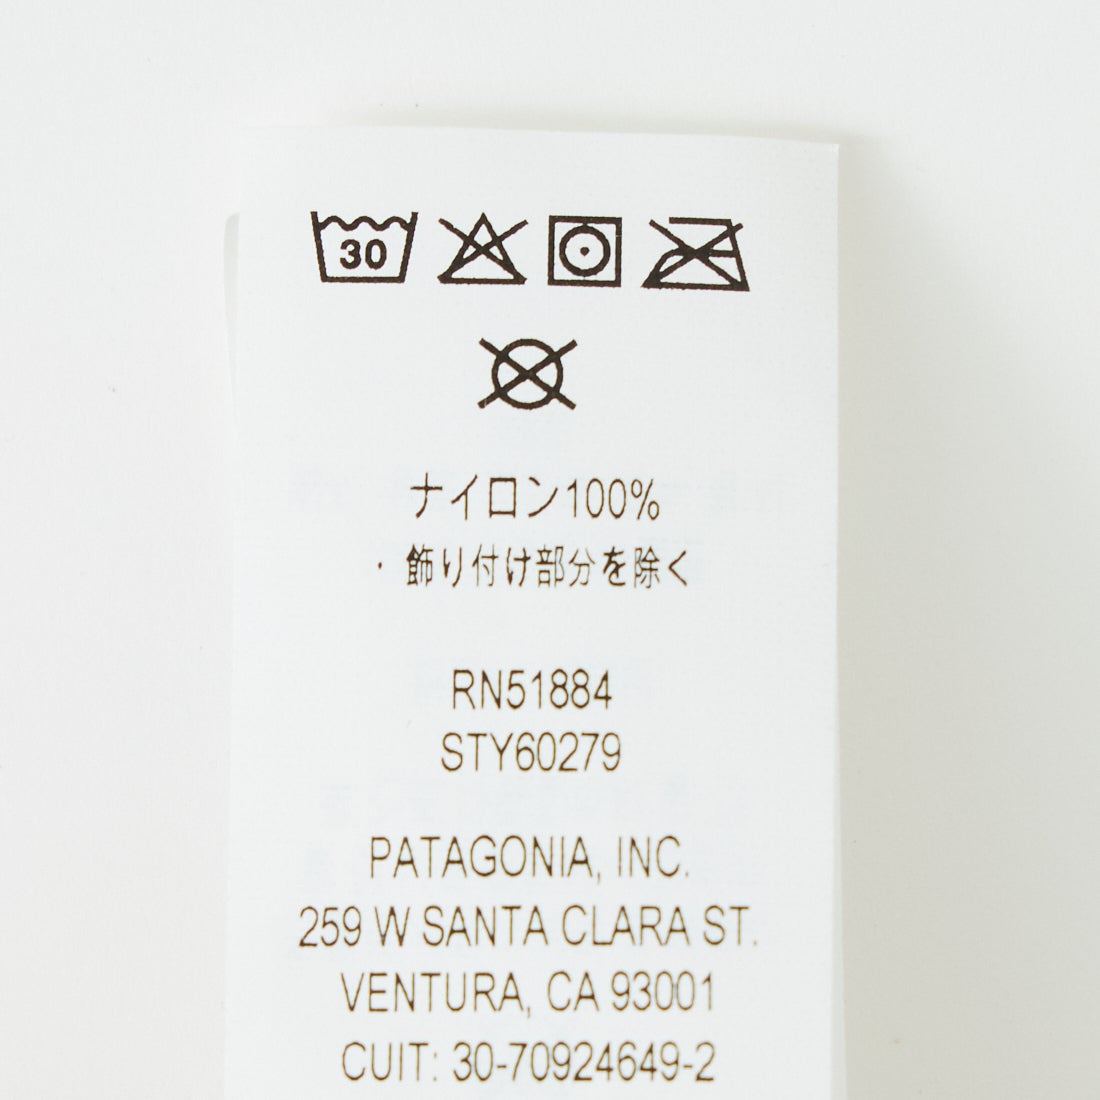 30
ナイロン100%
・飾り付け部分を除く
RN51884
STY60279
PATAGONIA, INC.
259 W SANTA CLARA ST.
VENTURA, CA 93001
CUIT: 30-70924649-2